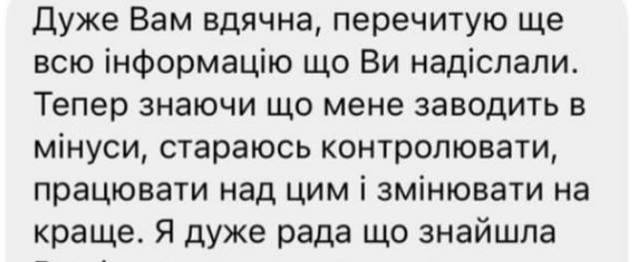 Дуже Вам вдячна, перечитую ще
всю інформацію що Ви надіслали.
Тепер знаючи що мене заводить в
мінуси, стараюсь контролювати,
працювати над цим і змінювати на
краще. Я дуже рада що знайшла